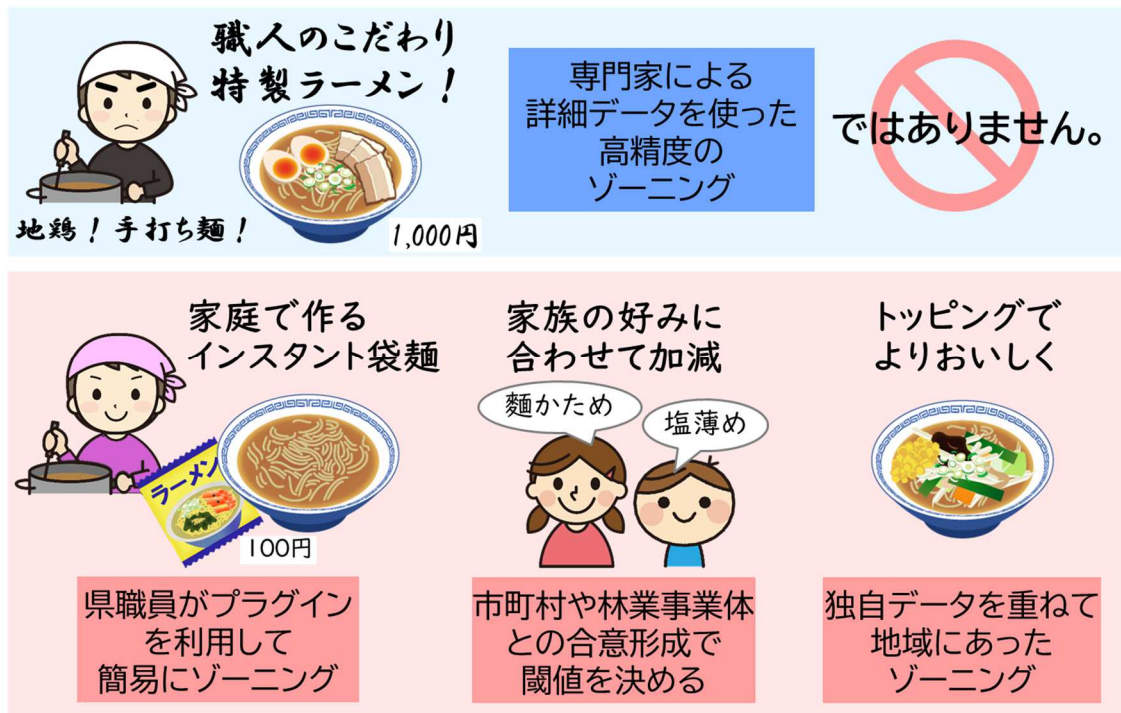 職人のこだわり
特製ラーメン！
地鶏！手打ち麺！
1,000円
専門家による
詳細データを使った
高精度の
ゾーニング
ではありません。
家庭で作る
インスタント袋麺
ラーメン
100円
県職員がプラグイン
を利用して
簡易にゾーニング
家族の好みに
合わせて加減
麵かため
塩薄め
市町村や林業事業体
との合意形成で
閾値を決める
トッピングで
よりおいしく
独自データを重ねて
地域にあった
ゾーニング